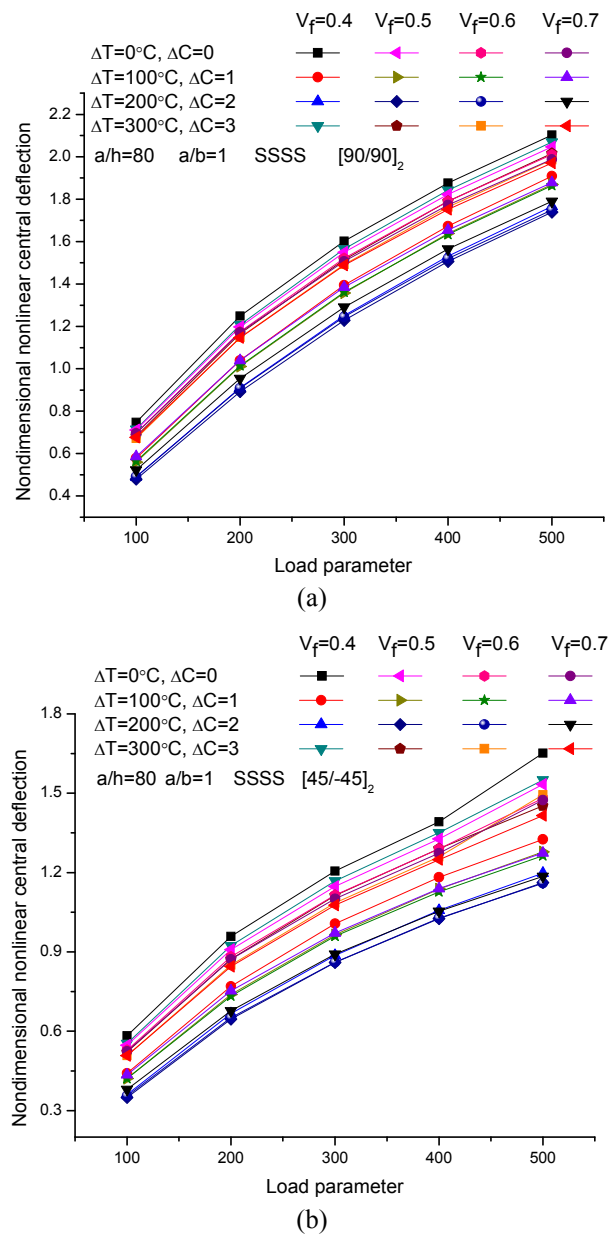 V_f=0.4 V_f=0.5 V_f=0.6 V_f=0.7
ΔT=0°C, ΔC=0
ΔT=100°C, ΔC=1
ΔT=200°C, ΔC=2
ΔT=300°C, ΔC=3
a/h=80 a/b=1 SSSS [90/90]_2
Nondimensional nonlinear central deflection
2.2
2.0
1.8
1.6
1.4
1.2
1.0
0.8
0.6
0.4
100 200 300 400 500
Load parameter
(a)
V_f=0.4 V_f=0.5 V_f=0.6 V_f=0.7
ΔT=0°C, ΔC=0
ΔT=100°C, ΔC=1
ΔT=200°C, ΔC=2
ΔT=300°C, ΔC=3
a/h=80 a/b=1 SSSS [45/-45]_2
Nondimensional nonlinear central deflection
1.8
1.5
1.2
0.9
0.6
0.3
100 200 300 400 500
Load parameter
(b)